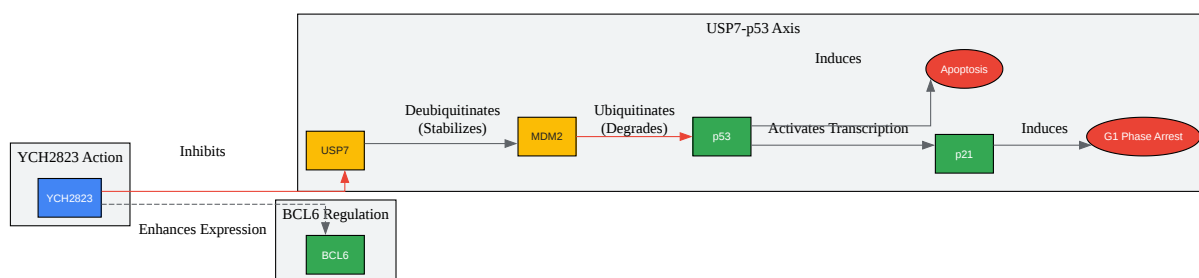 USP7-p53 Axis
Induces
Apoptosis
Deubiquitinates
(Stabilizes)
Ubiquitinates
(Degrades)
USP7
MDM2
p53
Activates Transcription
p21
Induces
G1 Phase Arrest
YCH2823 Action
Inhibits
YCH2823
Enhances Expression
BCL6 Regulation
BCL6